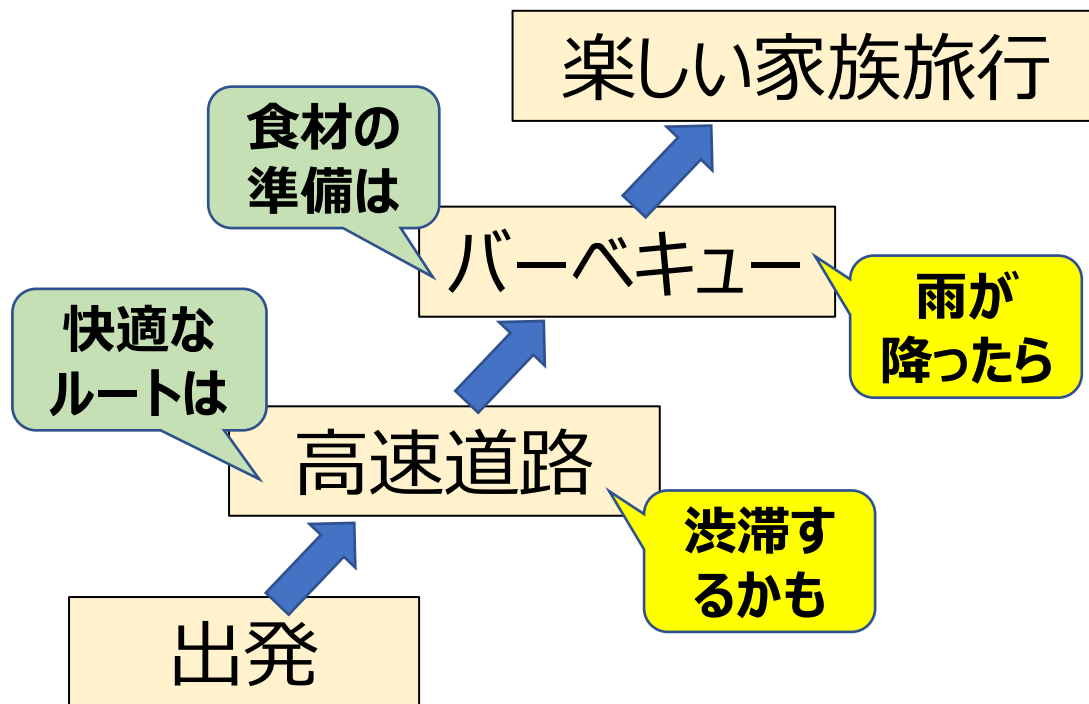 楽しい家族旅行
食材の
準備は
バーベキュー
雨が
降ったら
快適な
ルートは
高速道路
渋滞す
るかも
出発